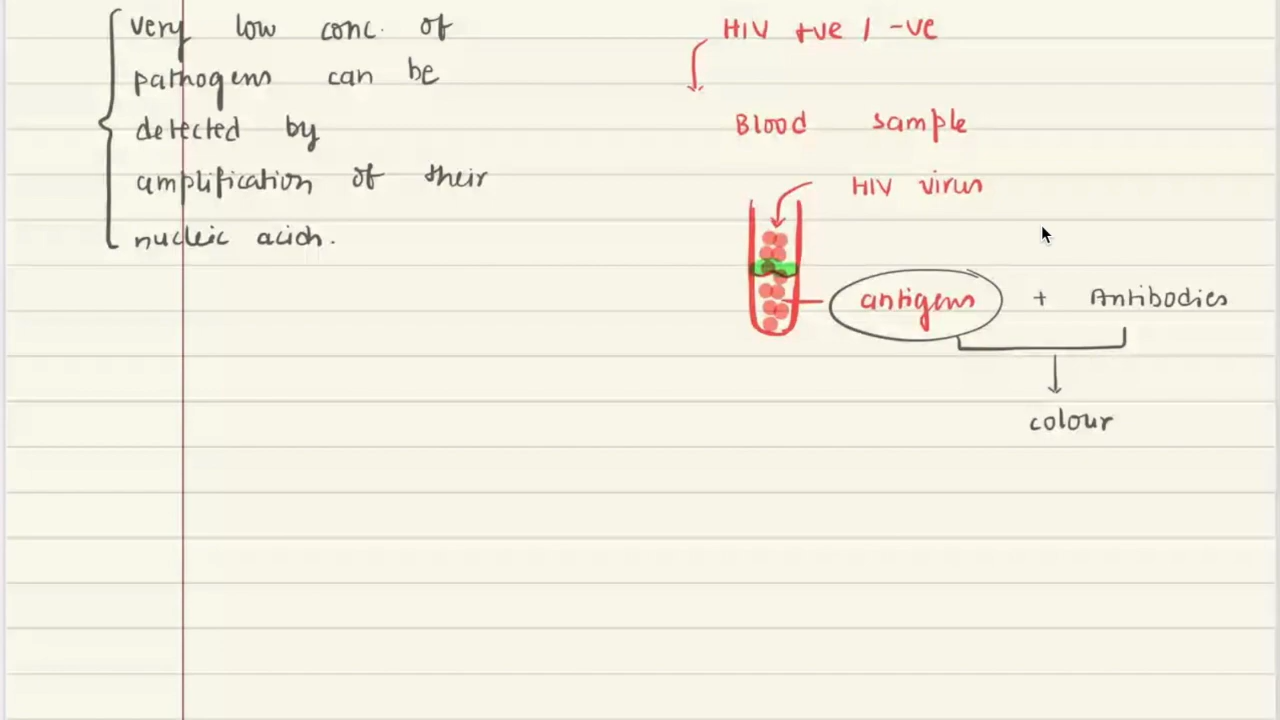 very low conc. of
pathogens can be
detected by
amplification of their
nucleic acid.
HIV +ve / -ve
Blood sample
HIV virus
antigens + Antibodies
colour